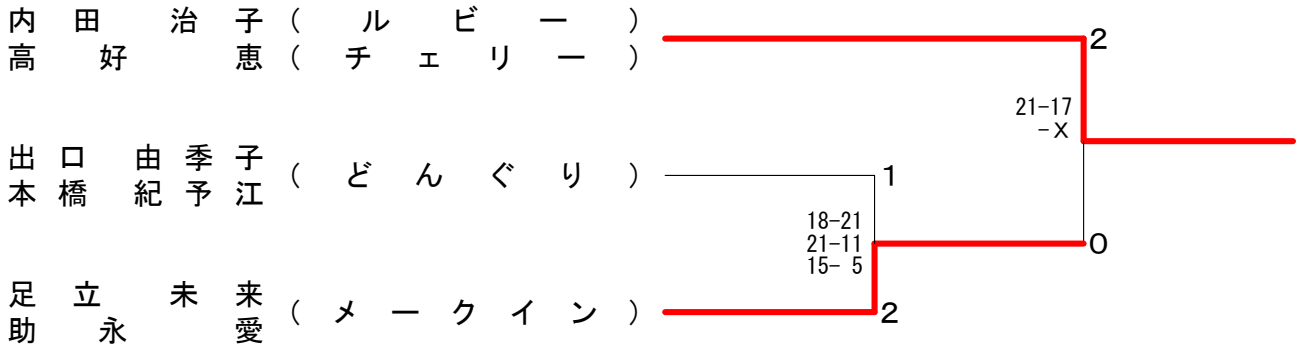 内田 治子 ( ルビー ) 2
高 好恵 ( チェリー )
21-17
-X
出口 由季子 ( どんぐり ) 1
本橋 紀予江
18-21
21-11 0
15- 5
足立 未来 ( メークイン ) 2
助永 愛